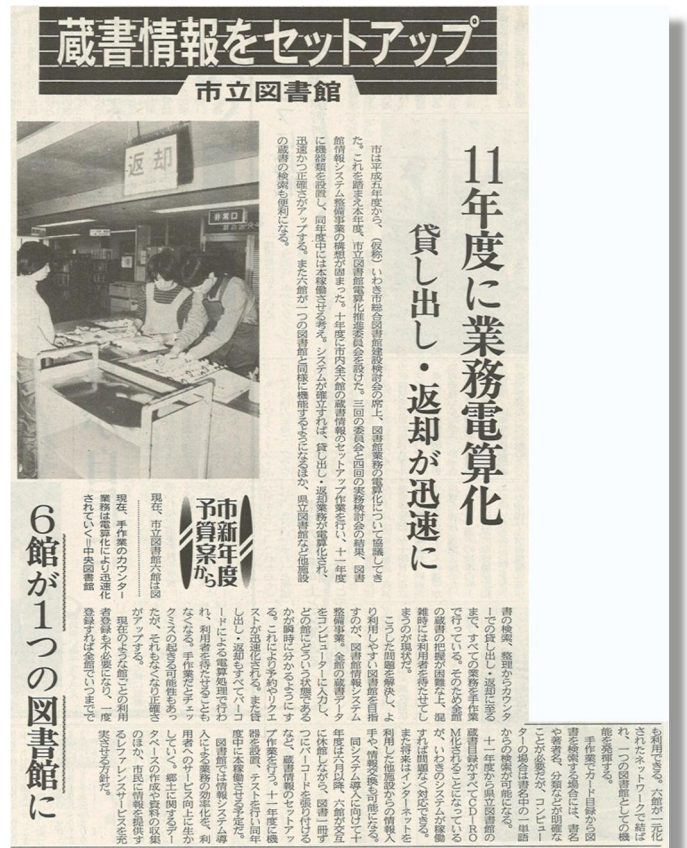 蔵書情報をセットアップ
市立図書館
11年度に業務電算化
貸し出し・返却が迅速に
市は平成五年度から、（仮称）いわき市総合図書館建設検討会の席上、図書館業務の電算化について協議してき
た。これを踏まえ本年度、市立図書館電算化推進委員会を設けた。三回の委員会と四回の実務検討会の結果、図書
館情報システム整備事業の構想が固まった。十年度に市内全六館の蔵書情報のセットアップ作業を行い、十一年度
に機器類を設置し、同年度中には本稼働させる考え。システムが確立すれば、貸し出し・返却業務が電算化され、
迅速かつ正確さがアップする。また六館が一つの図書館と同様に機能するようになるほか、県立図書館など他施設
の蔵書の検索も便利になる。
返却
非常口
市新年度
予算案から
現在、手作業のカウンター
業務は電算化により迅速化
されていく＝中央図書館
6館が1つの図書館に
現在、市立図書館六館は図
書の検索、整理からカウンタ
ーでの貸し出し・返却に至る
まで、すべての業務を手作業
で行っている。そのため全館
の蔵書の把握が困難な上、混
雑時には利用者を待たせてし
まうのが現状だ。
こうした問題を解決し、よ
り利用しやすい図書館を目指
すのが、図書館情報システム
整備事業。全館の蔵書データ
をコンピューターに入力し、
どの館にどういう状態である
かが瞬時に分かるようにす
る。これにより予約やリクエ
ストが迅速化される。また貸
し出し・返却もすべてバーコ
ードによる電算処理で行わ
れ、利用者を待たせることも
なくなる。手作業だとチェッ
クミスの起きる可能性もあっ
たが、それもなくなり正確さ
がアップする。
現在のような館ごとの利用
者登録も不必要になり、一度
登録すれば全館でいつまでで
も利用できる。六館が一元化
されたネットワークで結ば
れ、一つの図書館としての機
能を発揮する。
手作業でカード目録から図
書を検索する場合には、書名
や著者名、分類などが明確な
ことが必要だが、コンピュー
ターの場合は書名中の一単語
からの検索が可能になる。
十一年度から県立図書館の
蔵書目録がすべてCD-RO
M化されることになっている
が、いわきのシステムが稼働
すれば問題なく対応できる。
また将来はインターネットを
利用した他施設からの情報入
手や、情報交換も可能になる。
同システム導入に向けて十
年度は六月以降、六館が交互
に休館しながら、図書一冊ず
つにバーコードを張り付ける
など、蔵書情報のセットアッ
プ作業を行う。十一年度に機
器を設置、テストを行い同年
度中に本稼働させる予定だ。
図書館では情報システム導
入による業務の効率化を、利
用者へのサービス向上に生か
していく。郷土に関するデー
タベースの作成や資料の収集
のほか、市民に情報を提供す
るレファレンスサービスを充
実させる方針だ。